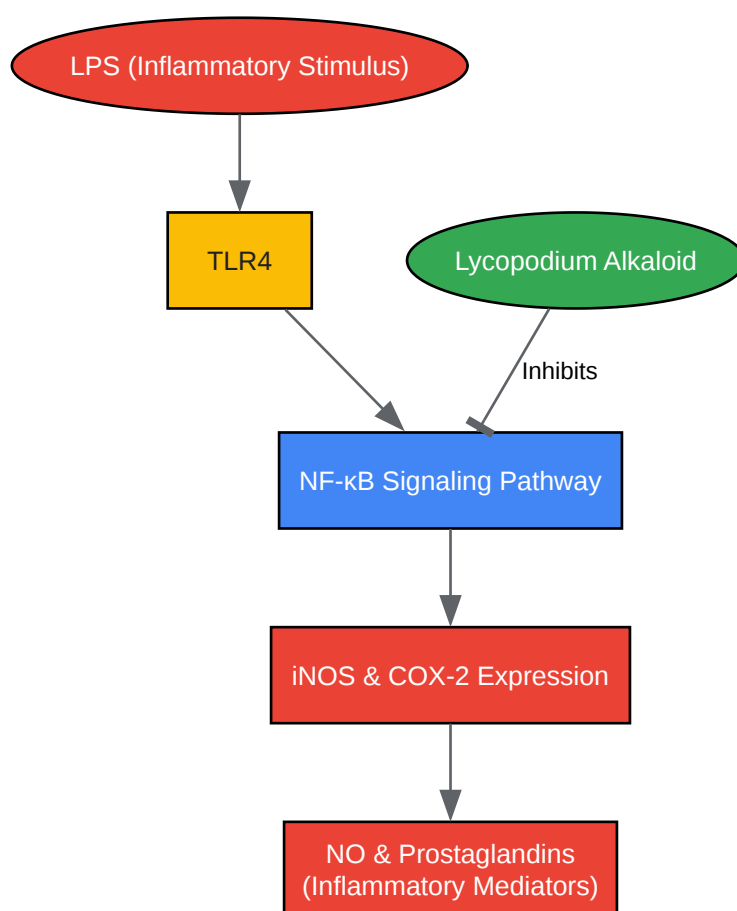 LPS (Inflammatory Stimulus)
TLR4
Lycopodium Alkaloid
Inhibits
NF-κB Signaling Pathway
iNOS & COX-2 Expression
NO & Prostaglandins
(Inflammatory Mediators)